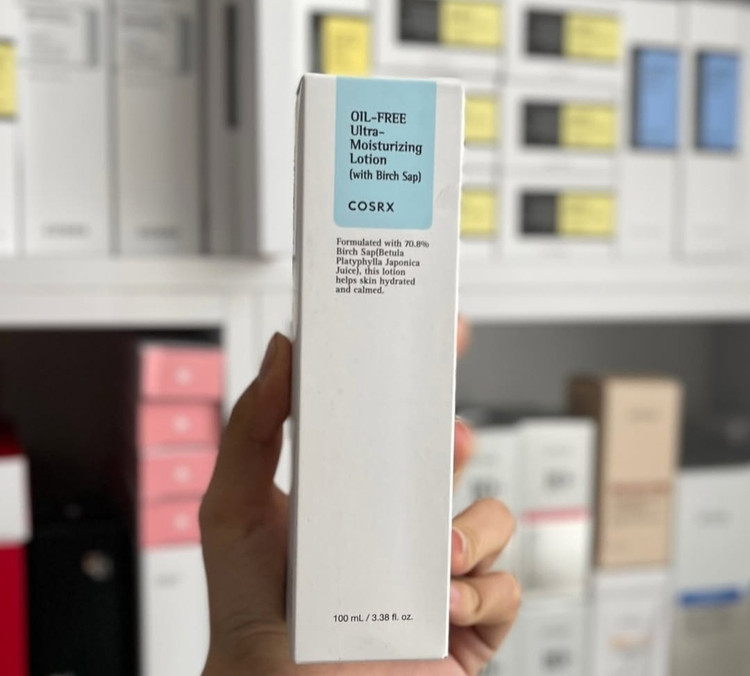 OIL-FREE
Ultra-
Moisturizing
Lotion
(with Birch Sap)
COSRX
Formulated with 70.8%
Birch Sap(Betula
Platyphylla Japonica
Juice), this lotion
helps skin hydrated
and calmed.
100 mL / 3.38 fl. oz.